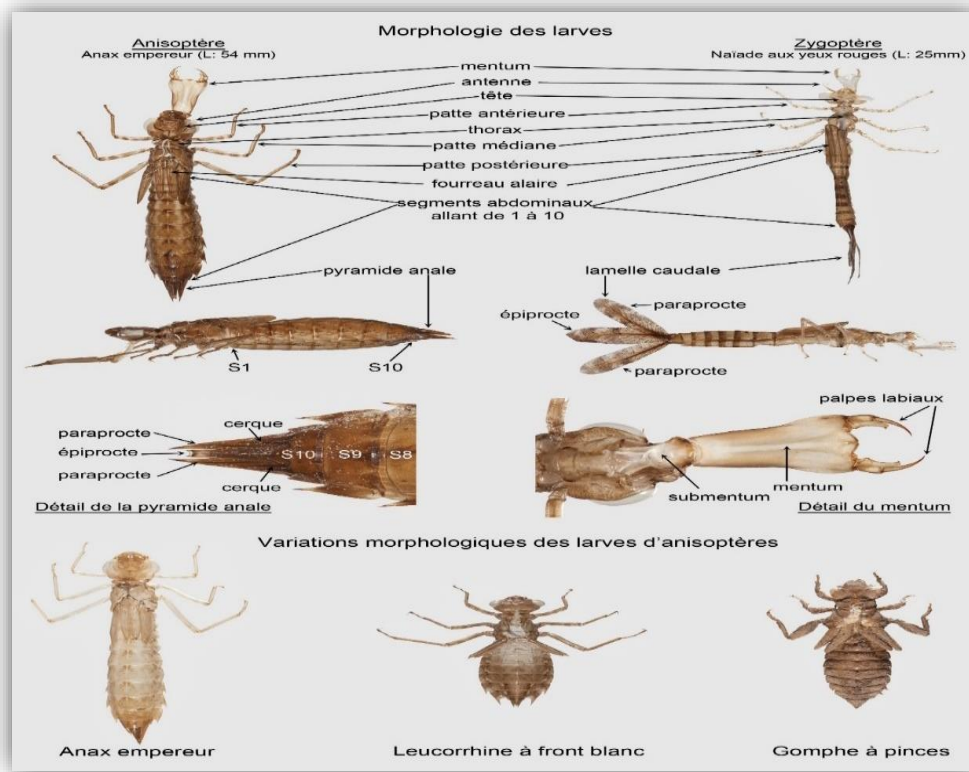 Morphologie des larves
Anisoptère
Anax empereur (L: 54 mm)
Zygoptère
Naïade aux yeux rouges (L: 25mm)
mentum
antenne
tête
patte antérieure
thorax
patte médiane
patte postérieure
fourreau alaire
segments abdominaux
allant de 1 à 10
pyramide anale
lamelle caudale
S1
S10
épiprocte
paraprocte
paraprocte
paraprocte
épiprocte
paraprocte
cerque
cerque
S10
S9
S8
Détail de la pyramide anale
palpes labiaux
mentum
submentum
Détail du mentum
Variations morphologiques des larves d'anisoptères
Anax empereur
Leucorrhine à front blanc
Gomphe à pinces